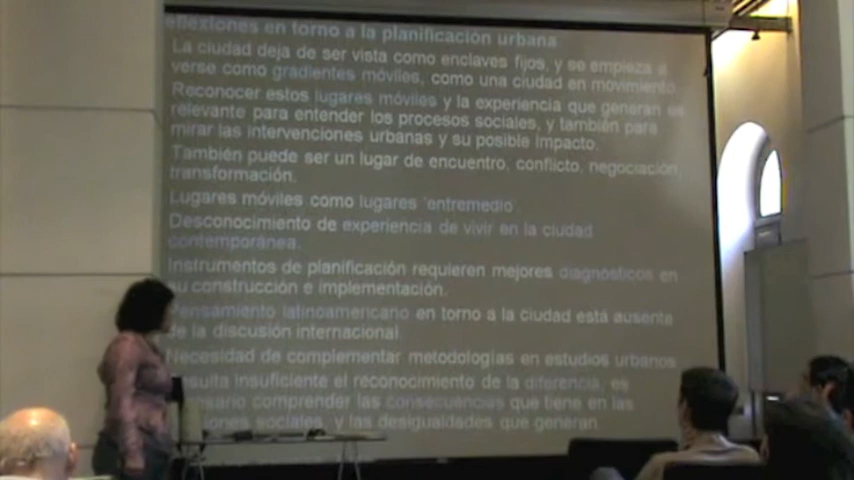 eflexiones en torno a la planificación urbana
La ciudad deja de ser vista como enclaves fijos, y se empieza a
verse como gradientes móviles, como una ciudad en movimiento.
Reconocer estos lugares móviles y la experiencia que generan es
relevante para entender los procesos sociales, y también para
mirar las intervenciones urbanas y su posible impacto.
También puede ser un lugar de encuentro, conflicto, negociación,
transformación.
Lugares móviles como lugares 'entremedio'.
Desconocimiento de experiencia de vivir en la ciudad
contemporánea.
Instrumentos de planificación requieren mejores diagnósticos en
su construcción e implementación.
Pensamiento latinoamericano en torno a la ciudad está ausente
de la discusión internacional.
Necesidad de complementar metodologías en estudios urbanos
esulta insuficiente el reconocimiento de la diferencia, es
esario comprender las consecuencias que tiene en las
iones sociales, y las desigualdades que generan.